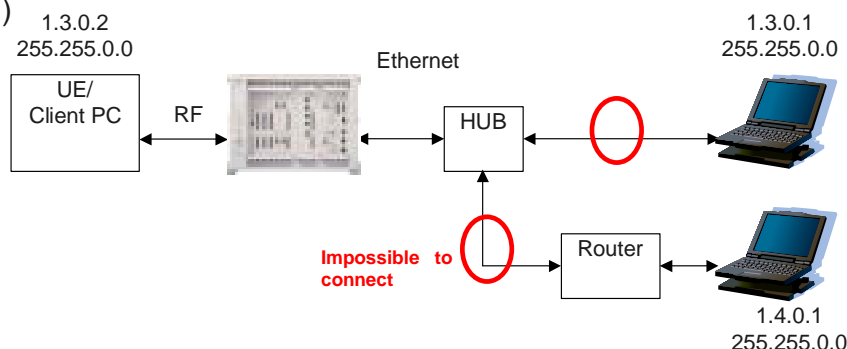 )
1.3.0.2
255.255.0.0
UE/
Client PC
RF
Ethernet
HUB
1.3.0.1
255.255.0.0
Impossible to
connect
Router
1.4.0.1
255.255.0.0